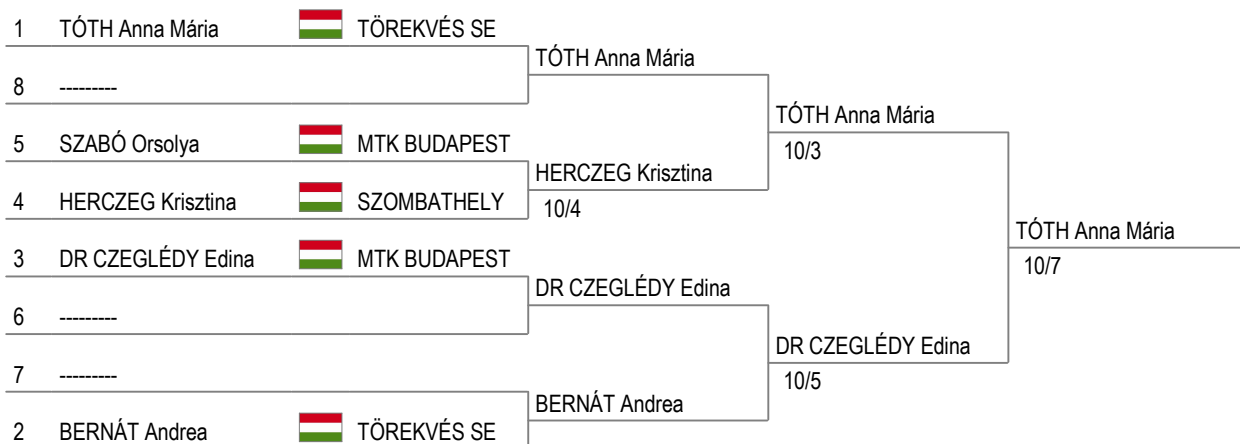 1 TÓTH Anna Mária TÖREKVÉS SE
TÓTH Anna Mária
8 ---------
TÓTH Anna Mária
10/3
5 SZABÓ Orsolya MTK BUDAPEST
HERCZEG Krisztina
10/4
4 HERCZEG Krisztina SZOMBATHELY
TÓTH Anna Mária
10/7
3 DR CZEGLÉDY Edina MTK BUDAPEST
DR CZEGLÉDY Edina
6 ---------
DR CZEGLÉDY Edina
10/5
7 ---------
BERNÁT Andrea
2 BERNÁT Andrea TÖREKVÉS SE